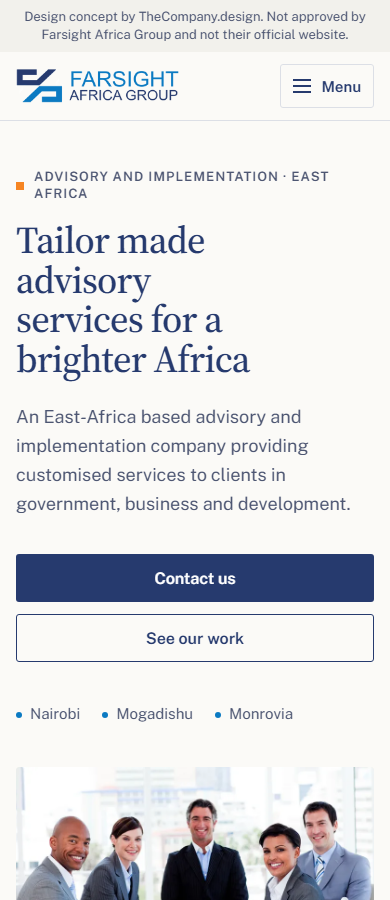 Design concept by TheCompany.design. Not approved by
Farsight Africa Group and not their official website.
FARSIGHT
AFRICA GROUP
Menu
ADVISORY AND IMPLEMENTATION · EAST
AFRICA
Tailor made
advisory
services for a
brighter Africa
An East-Africa based advisory and
implementation company providing
customised services to clients in
government, business and development.
Contact us
See our work
Nairobi
Mogadishu
Monrovia